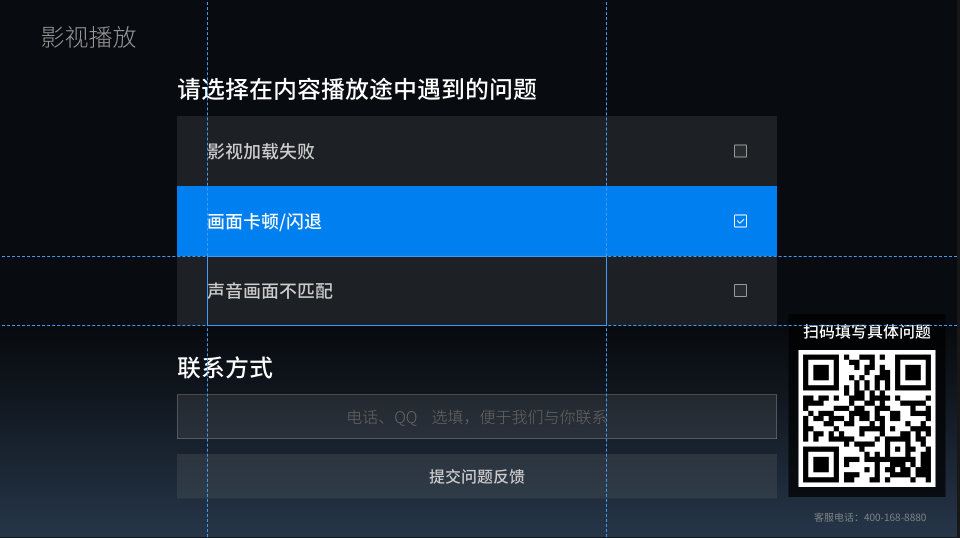 影视播放
请选择在内容播放途中遇到的问题
影视加载失败
画面卡顿/闪退
声音画面不匹配
扫码填写具体问题
联系方式
电话、QQ 选填，便于我们与你联系
提交问题反馈
客服电话：400-168-8880